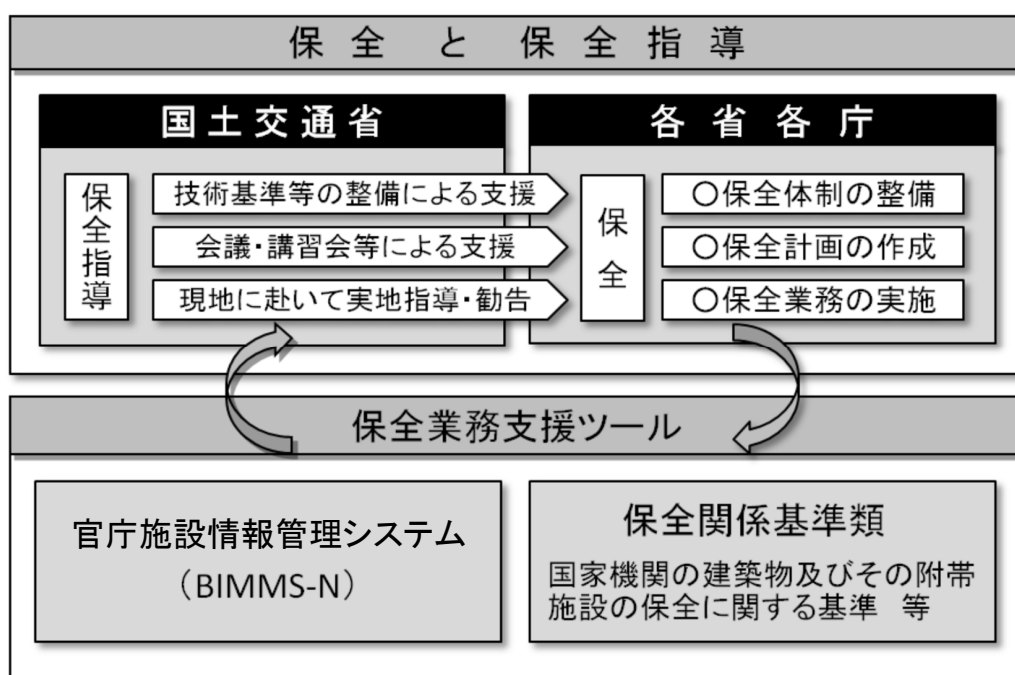 保全と保全指導
国土交通省
保全指導
技術基準等の整備による支援
会議・講習会等による支援
現地に赴いて実地指導・勧告
各省各庁
保全
〇保全体制の整備
〇保全計画の作成
〇保全業務の実施
保全業務支援ツール
官庁施設情報管理システム
（BIMMS-N）
保全関係基準類
国家機関の建築物及びその附帯
施設の保全に関する基準　等